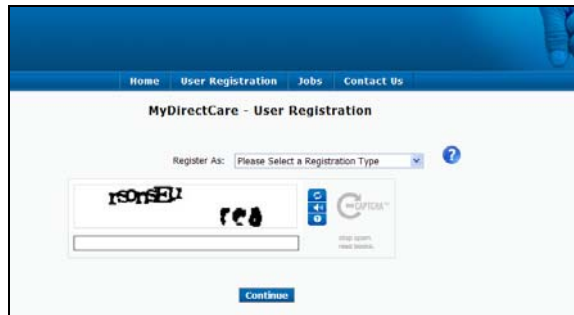 Home User Registration Jobs Contact Us
MyDirectCare - User Registration
Register As: Please Select a Registration Type ?
reCAPTCHA™
stop spam.
read books.
Continue